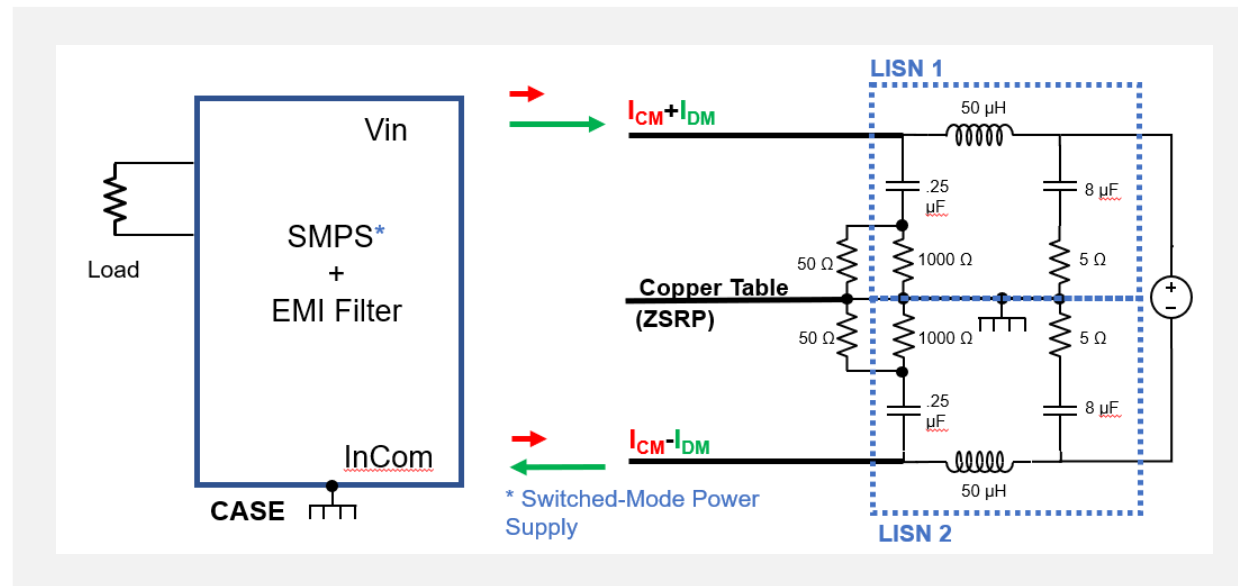 LISN 1
50 µH
Vin
ICM+IDM
.25
µF
8 µF
SMPS*
+
EMI Filter
Load
50 Ω
1000 Ω
5 Ω
Copper Table
(ZSRP)
+
−
50 Ω
1000 Ω
5 Ω
.25
µF
8 µF
InCom
ICM-IDM
50 µH
CASE
* Switched-Mode Power
Supply
LISN 2